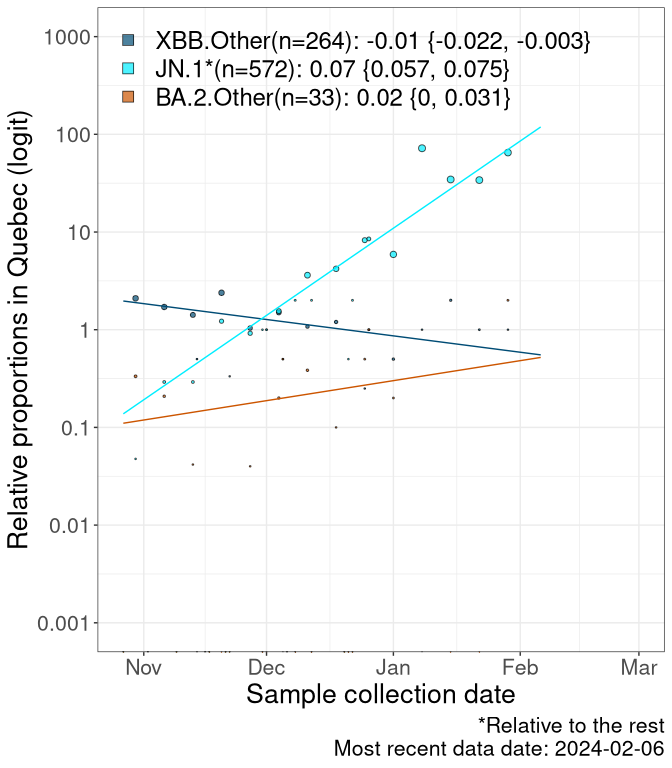 XBB.Other(n=264): -0.01 {-0.022, -0.003}
JN.1*(n=572): 0.07 {0.057, 0.075}
BA.2.Other(n=33): 0.02 {0, 0.031}
Relative proportions in Quebec (logit)
1000
100
10
1
0.1
0.01
0.001
Nov Dec Jan Feb Mar
Sample collection date
*Relative to the rest
Most recent data date: 2024-02-06